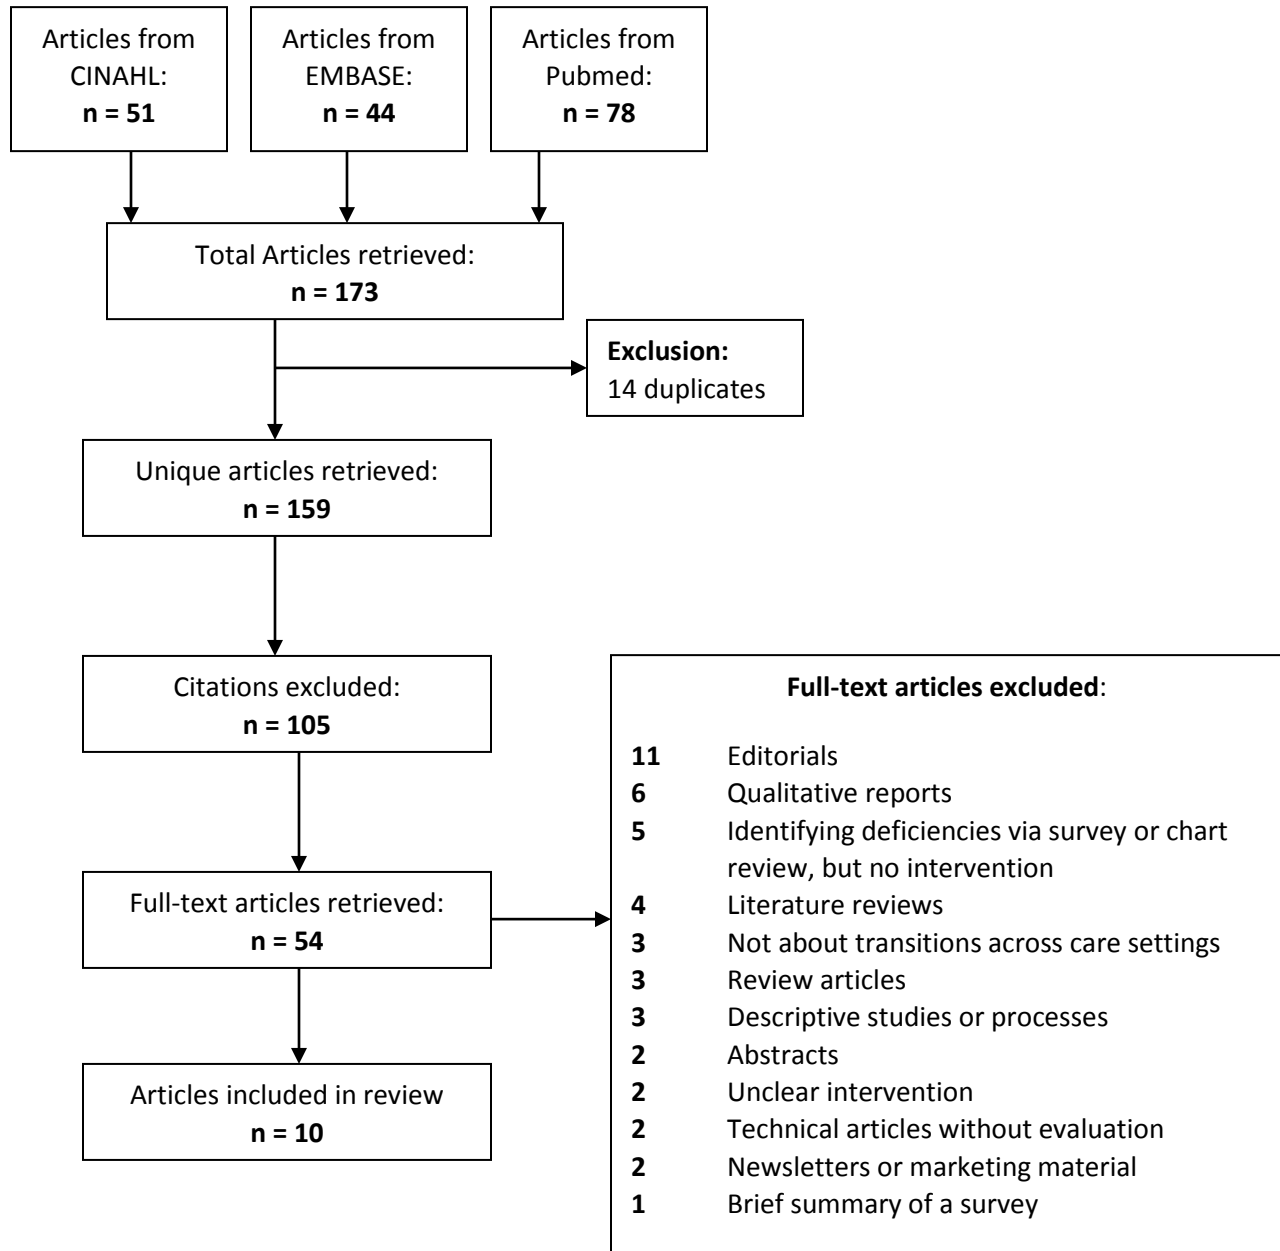 Articles from
CINAHL:
n = 51
Articles from
EMBASE:
n = 44
Articles from
Pubmed:
n = 78
Total Articles retrieved:
n = 173
Exclusion:
14 duplicates
Unique articles retrieved:
n = 159
Citations excluded:
n = 105
Full-text articles retrieved:
n = 54
Articles included in review
n = 10
Full-text articles excluded:
11 Editorials
6 Qualitative reports
5 Identifying deficiencies via survey or chart
review, but no intervention
4 Literature reviews
3 Not about transitions across care settings
3 Review articles
3 Descriptive studies or processes
2 Abstracts
2 Unclear intervention
2 Technical articles without evaluation
2 Newsletters or marketing material
1 Brief summary of a survey